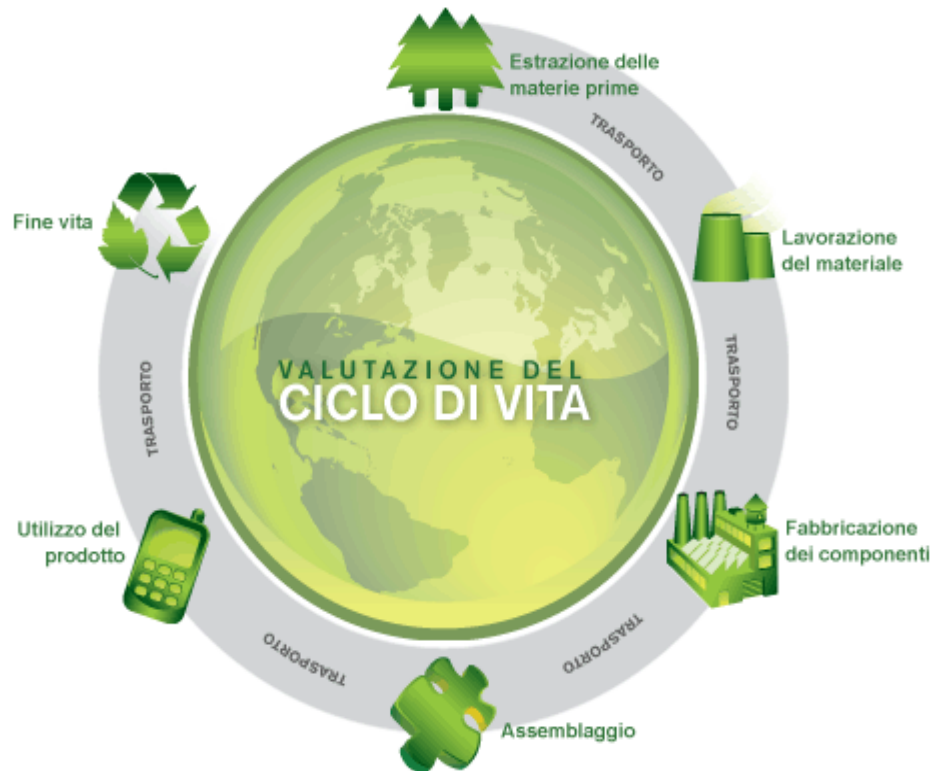 Estrazione delle
materie prime
TRASPORTO
Lavorazione
del materiale
TRASPORTO
Fabbricazione
dei componenti
TRASPORTO
Assemblaggio
TRASPORTO
Utilizzo del
prodotto
TRASPORTO
Fine vita
VALUTAZIONE DEL
CICLO DI VITA